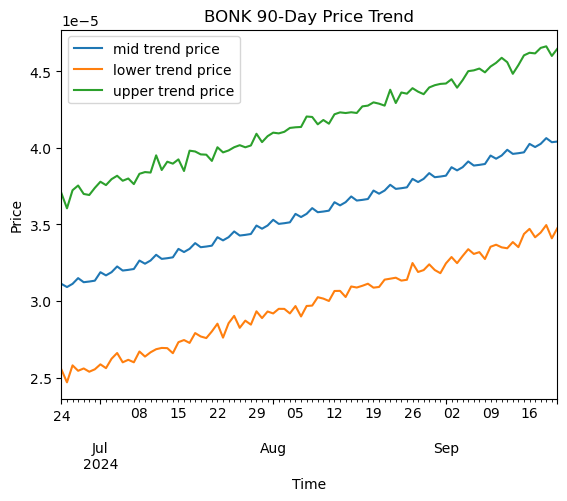 BONK 90-Day Price Trend
1e−5
mid trend price
lower trend price
upper trend price
4.5
4.0
3.5
3.0
2.5
Price
24 08 15 22 29 05 12 19 26 02 09 16
Jul Aug Sep
2024
Time